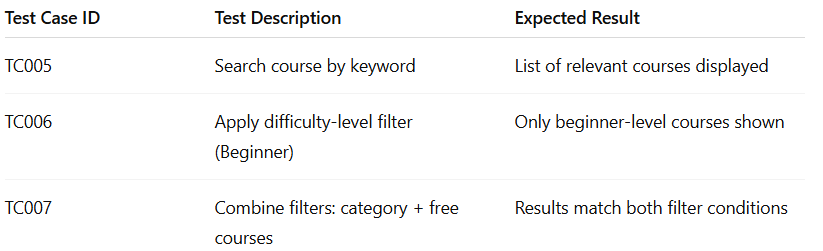 Test Case ID Test Description Expected Result
TC005 Search course by keyword List of relevant courses displayed
TC006 Apply difficulty-level filter Only beginner-level courses shown
(Beginner)
TC007 Combine filters: category + free Results match both filter conditions
courses